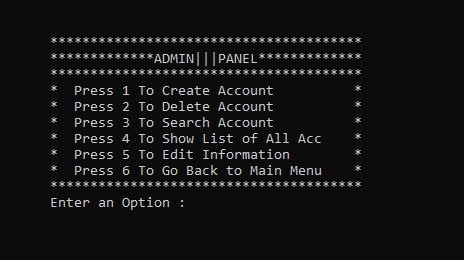 ***************************************
*************ADMIN|||PANEL*************
***************************************
*  Press 1 To Create Account          *
*  Press 2 To Delete Account          *
*  Press 3 To Search Account          *
*  Press 4 To Show List of All Acc    *
*  Press 5 To Edit Information        *
*  Press 6 To Go Back to Main Menu    *
***************************************
Enter an Option :